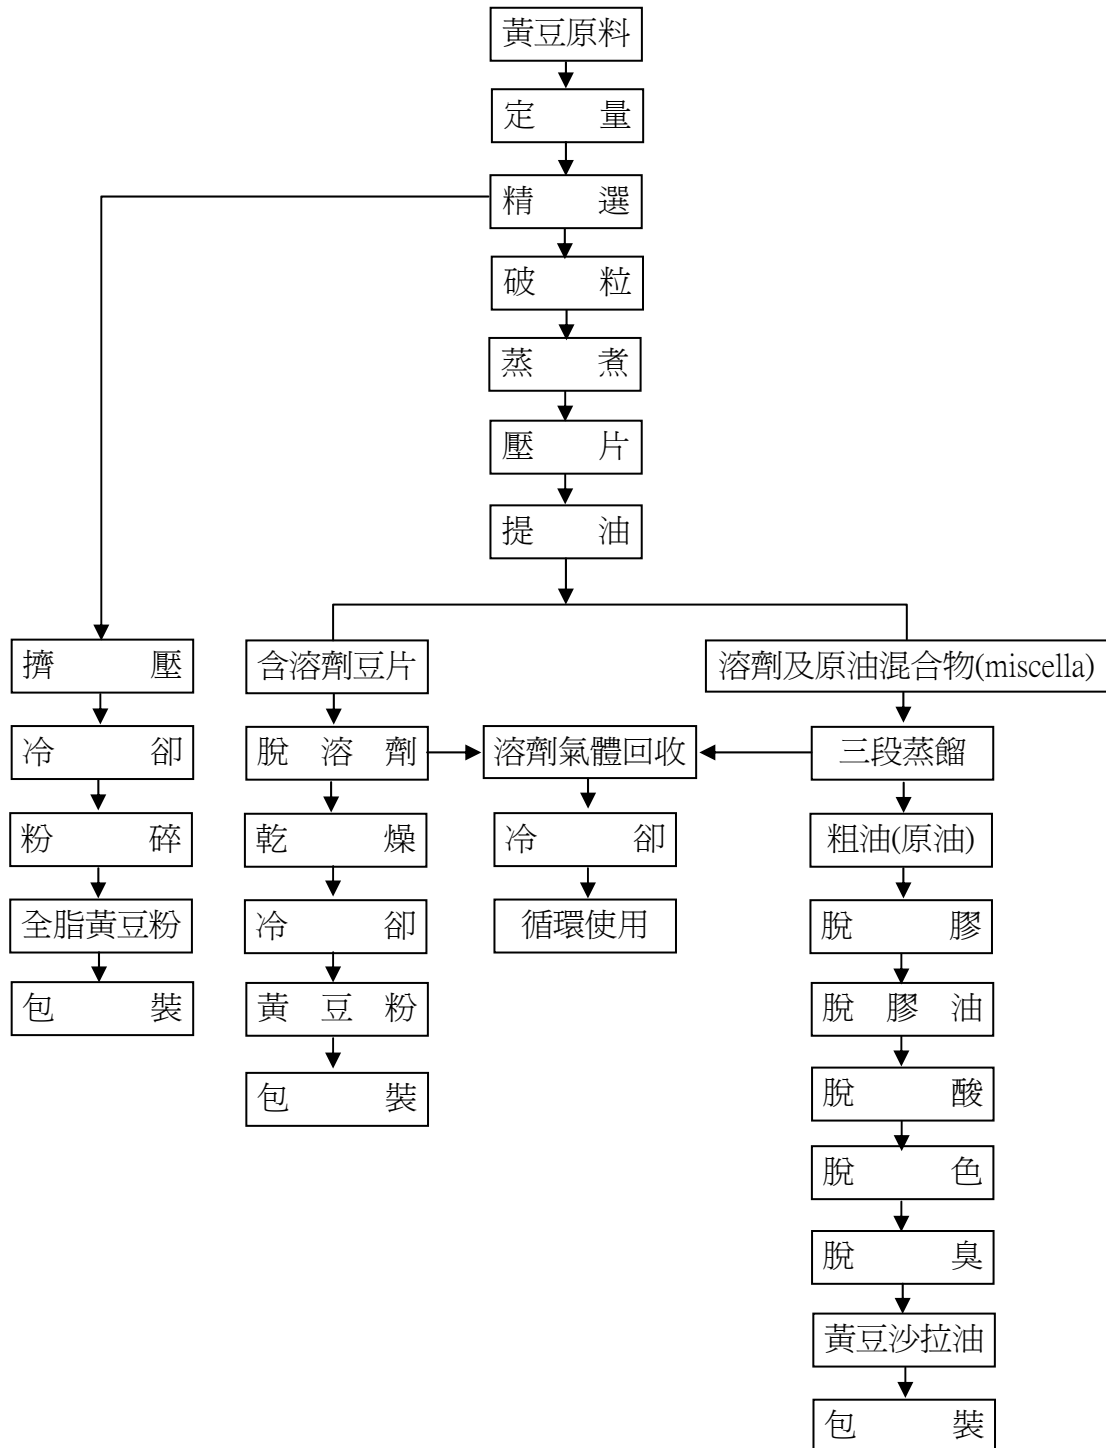 黃豆原料
定量
精選
破粒
蒸煮
壓片
提油
擠壓
含溶劑豆片
溶劑及原油混合物(miscella)
冷卻
脫溶劑
溶劑氣體回收
三段蒸餾
粉碎
乾燥
冷卻
粗油(原油)
全脂黃豆粉
冷卻
循環使用
脫膠
包裝
黃豆粉
脫膠油
包裝
脫酸
脫色
脫臭
黃豆沙拉油
包裝